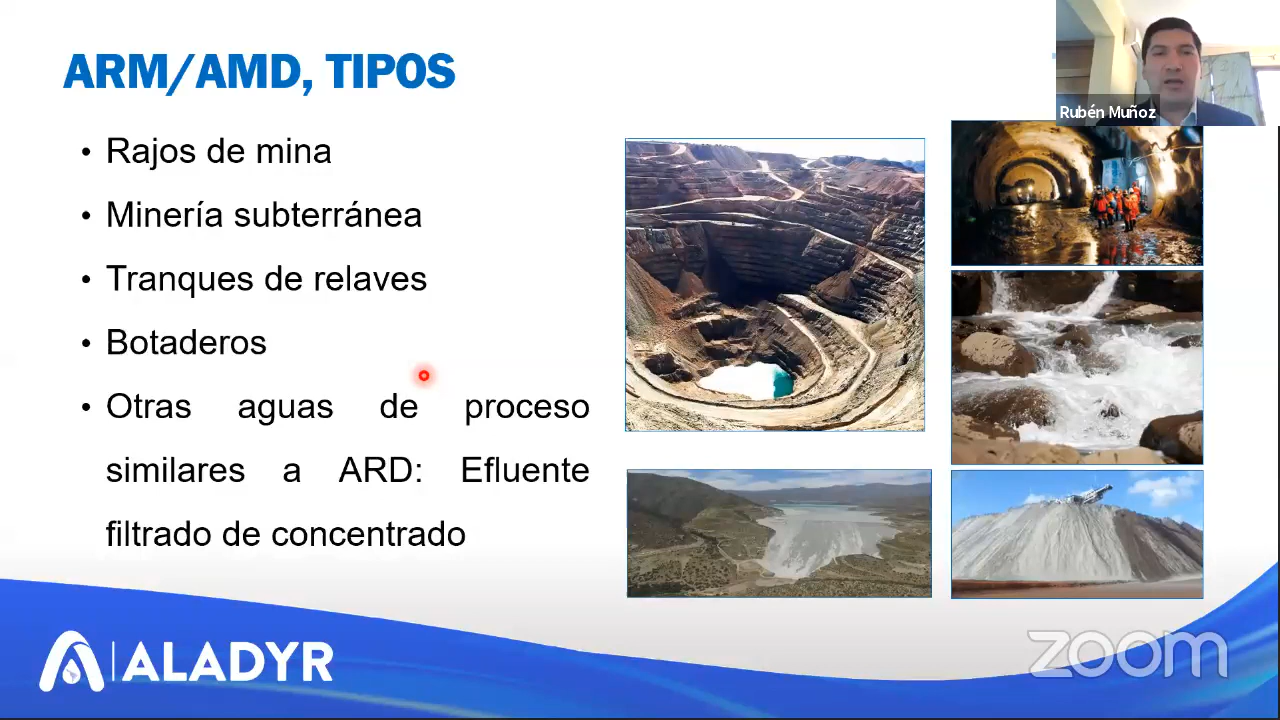 ARM/AMD, TIPOS
Rubén Muñoz
• Rajos de mina
• Minería subterránea
• Tranques de relaves
• Botaderos
• Otras aguas de proceso
similares a ARD: Efluente
filtrado de concentrado
ALADYR
zoom